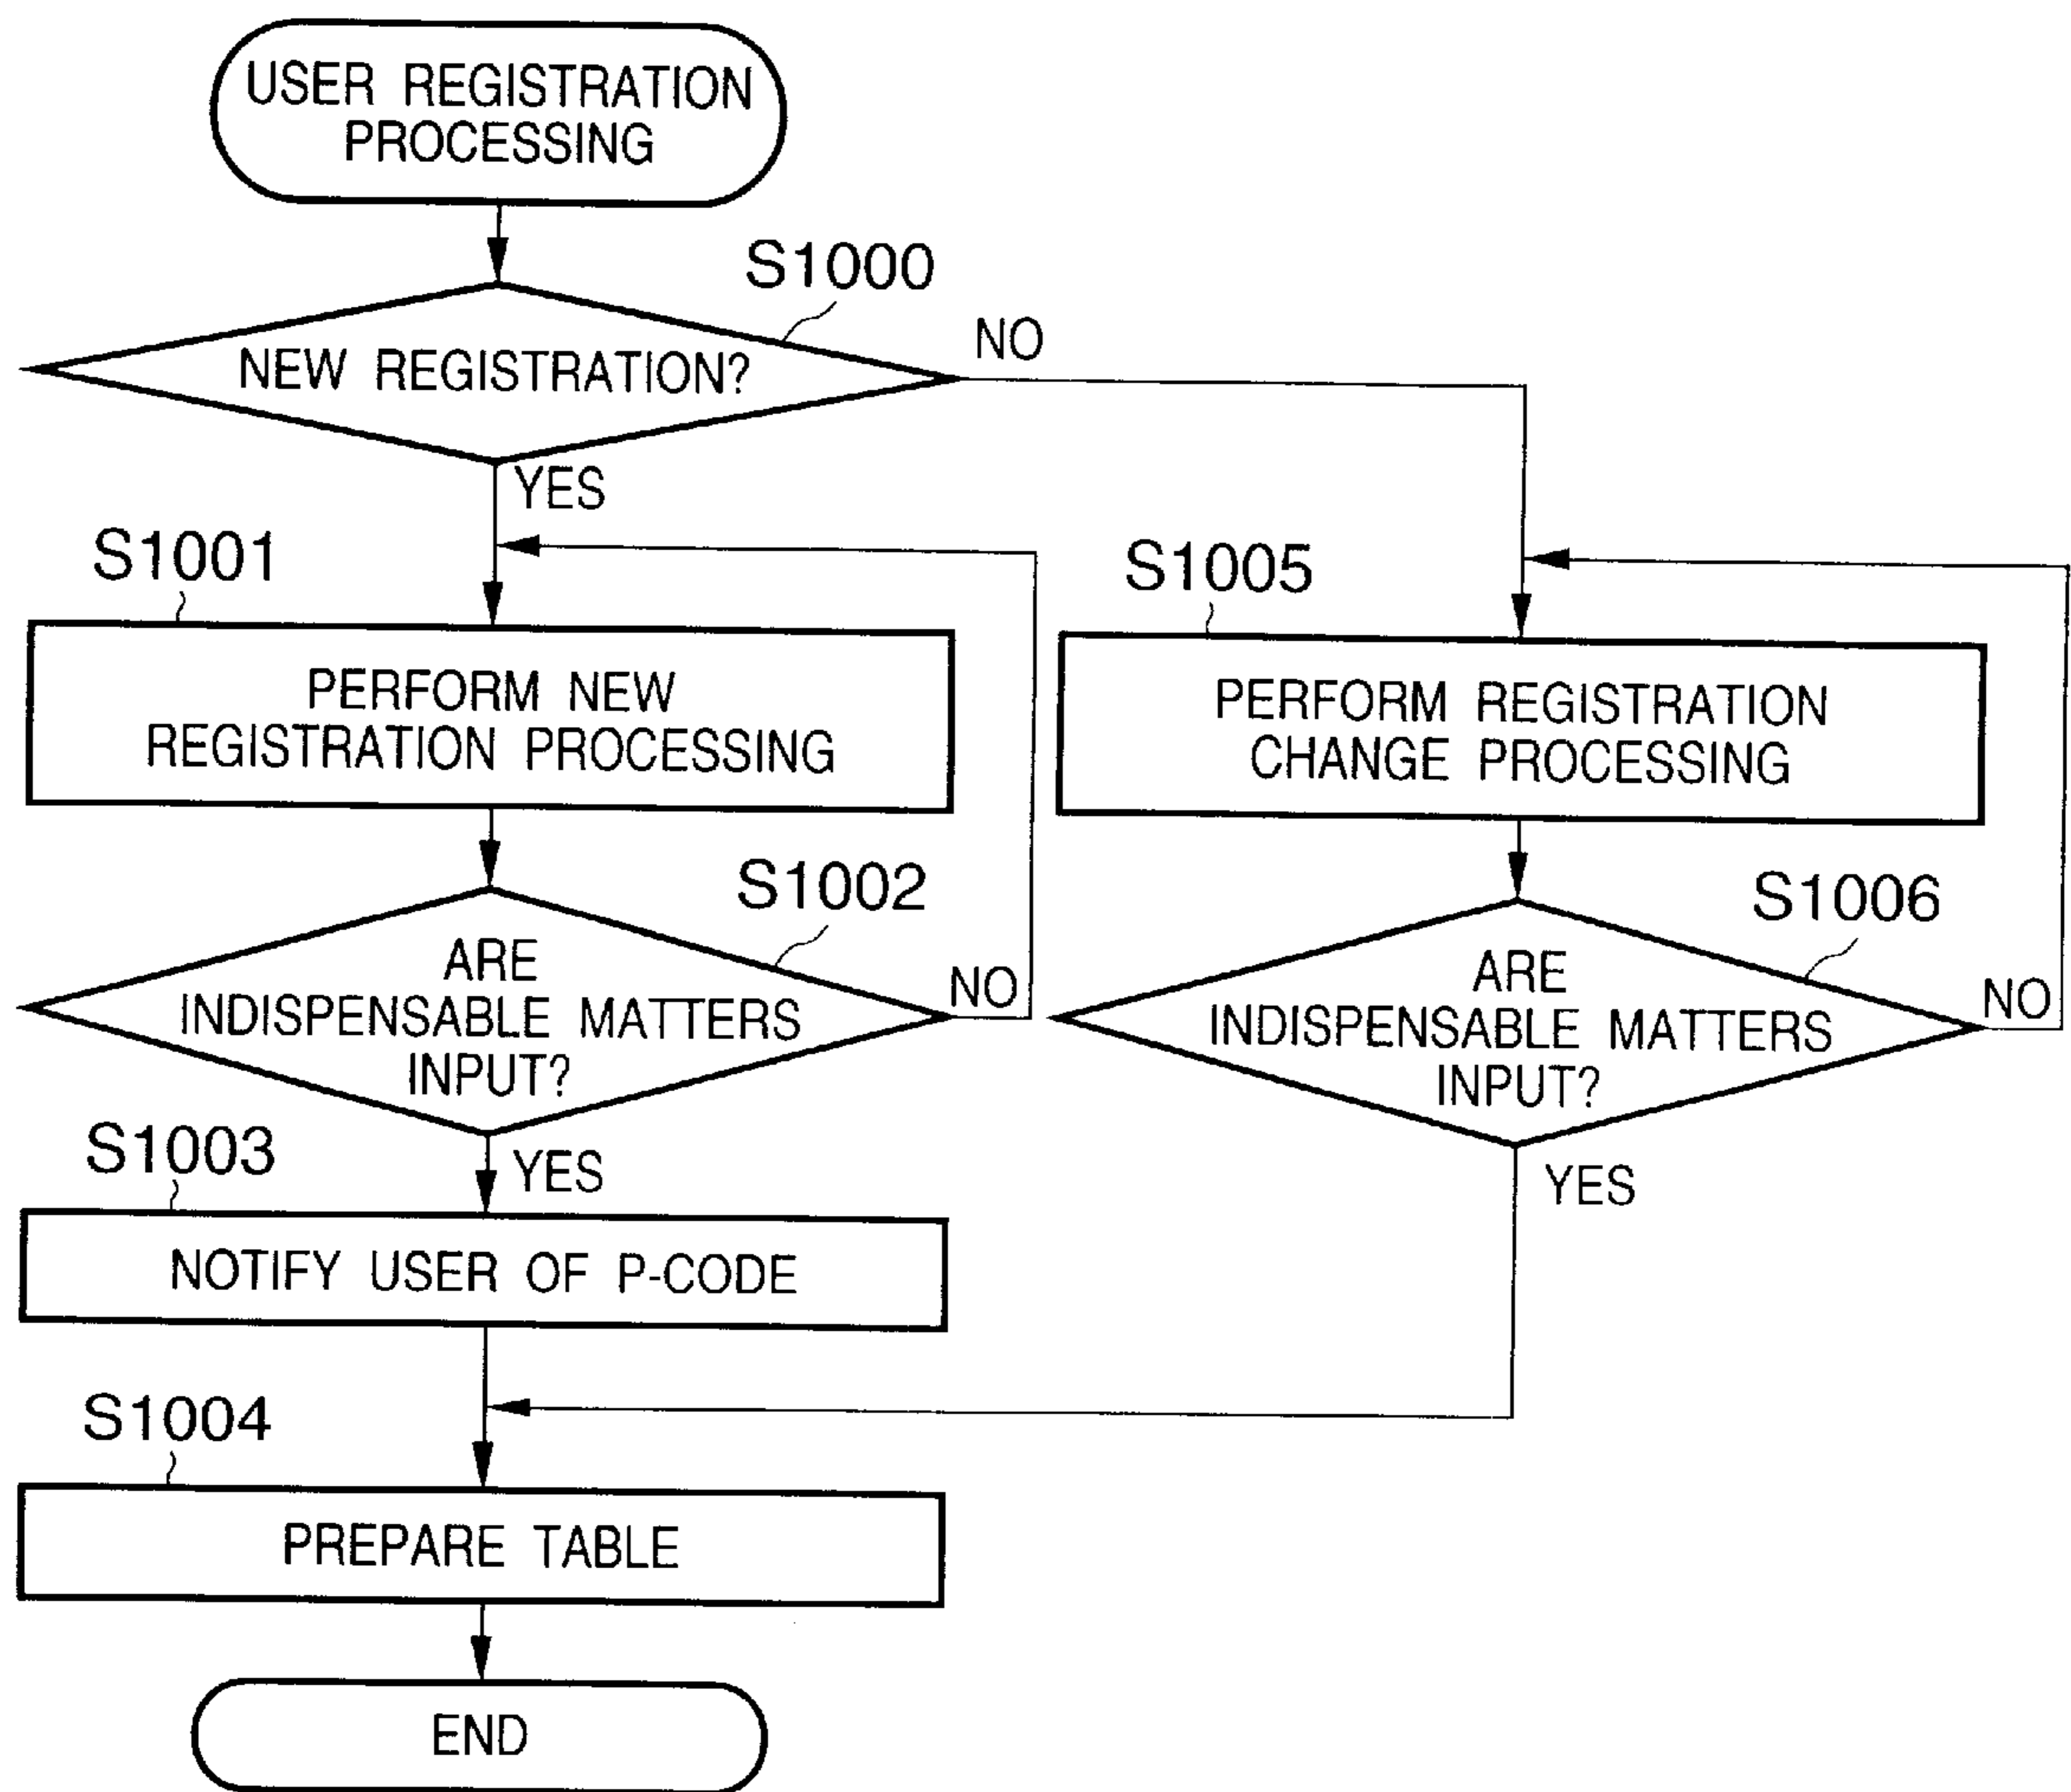 USER REGISTRATION
PROCESSING
S1000
NEW REGISTRATION?
NO
YES
S1001
PERFORM NEW
REGISTRATION PROCESSING
S1002
ARE
INDISPENSABLE MATTERS
INPUT?
NO
YES
S1003
NOTIFY USER OF P-CODE
S1004
PREPARE TABLE
END
S1005
PERFORM REGISTRATION
CHANGE PROCESSING
S1006
ARE
INDISPENSABLE MATTERS
INPUT?
NO
YES